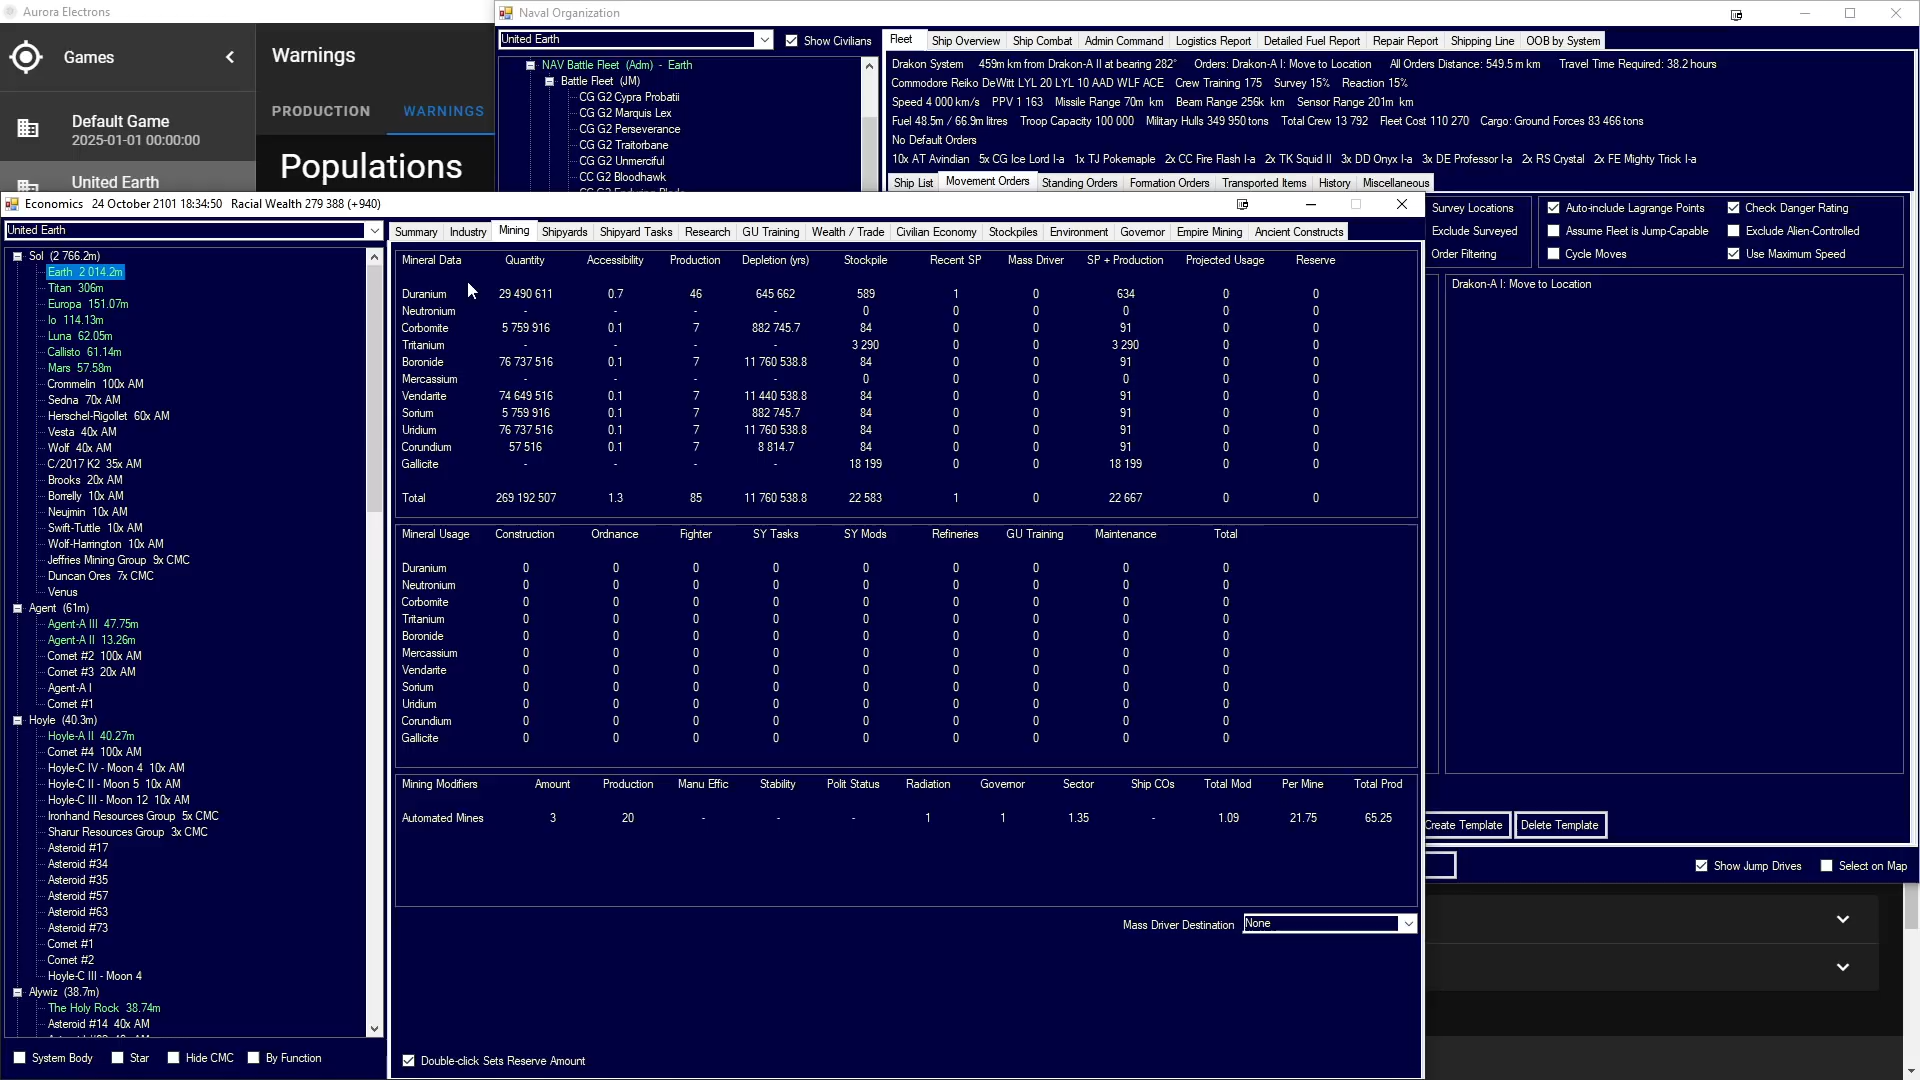 Aurora Electrons
Games
Default Game
2025-01-01 00:00:00
United Earth
Warnings
PRODUCTION WARNINGS
Populations
Naval Organization
United Earth
Show Civilians
NAV Battle Fleet (Adm) - Earth
Battle Fleet (JM)
CG G2 Cypra Probatii
CG G2 Marquis Lex
CG G2 Perseverance
CG G2 Traitorbane
CG G2 Unmerciful
CC G2 Bloodhawk
Fleet Ship Overview Ship Combat Admin Command Logistics Report Detailed Fuel Report Repair Report Shipping Line OOB by System
Drakon System 459m km from Drakon-A II at bearing 282° Orders: Drakon-A I: Move to Location All Orders Distance: 549.5 m km Travel Time Required: 38.2 hours
Commodore Reiko DeWitt LYL 20 LYL 10 AAD WLF ACE Crew Training 175 Survey 15% Reaction 15%
Speed 4 000 km/s PPV 1 163 Missile Range 70m km Beam Range 256k km Sensor Range 201m km
Fuel 48.5m / 66.9m litres Troop Capacity 100 000 Military Hulls 349 950 tons Total Crew 13 792 Fleet Cost 110 270 Cargo: Ground Forces 83 466 tons
No Default Orders
10x AT Avindian 5x CG Ice Lord I-a 1x TJ Pokemaple 2x CC Fire Flash I-a 2x TK Squid II 3x DD Onyx I-a 3x DE Professor I-a 2x RS Crystal 2x FE Mighty Trick I-a
Ship List Movement Orders Standing Orders Formation Orders Transported Items History Miscellaneous
Survey Locations Auto-include Lagrange Points Check Danger Rating
Exclude Surveyed Assume Fleet is Jump-Capable Exclude Alien-Controlled
Order Filtering Cycle Moves Use Maximum Speed
Drakon-A I: Move to Location
Create Template Delete Template
Show Jump Drives Select on Map
Economics 24 October 2101 18:34:50 Racial Wealth 279 388 (+940)
United Earth
Sol (2 766.2m)
Earth 2 014.2m
Titan 306m
Europa 151.07m
Io 114.13m
Luna 62.05m
Callisto 61.14m
Mars 57.58m
Crommelin 100x AM
Sedna 70x AM
Herschel-Rigollet 60x AM
Vesta 40x AM
Wolf 40x AM
C/2017 K2 35x AM
Brooks 20x AM
Borrelly 10x AM
Neujmin 10x AM
Swift-Tuttle 10x AM
Wolf-Harrington 10x AM
Jeffries Mining Group 9x CMC
Duncan Ores 7x CMC
Venus
Agent (61m)
Agent-A III 47.75m
Agent-A II 13.26m
Comet #2 100x AM
Comet #3 20x AM
Agent-A I
Comet #1
Hoyle (40.3m)
Hoyle-A II 40.27m
Comet #4 100x AM
Hoyle-C IV - Moon 4 10x AM
Hoyle-C II - Moon 5 10x AM
Hoyle-C III - Moon 12 10x AM
Ironhand Resources Group 5x CMC
Sharur Resources Group 3x CMC
Asteroid #17
Asteroid #34
Asteroid #35
Asteroid #57
Asteroid #63
Asteroid #73
Comet #1
Comet #2
Hoyle-C III - Moon 4
Alywiz (38.7m)
The Holy Rock 38.74m
Asteroid #14 40x AM
System Body Star Hide CMC By Function
Summary Industry Mining Shipyards Shipyard Tasks Research GU Training Wealth / Trade Civilian Economy Stockpiles Environment Governor Empire Mining Ancient Constructs
Mineral Data Quantity Accessibility Production Depletion (yrs) Stockpile Recent SP Mass Driver SP + Production Projected Usage Reserve
Duranium 29 490 611 0.7 46 645 662 589 1 0 634 0 0
Neutronium - - - - 0 0 0 0 0 0
Corbomite 5 759 916 0.1 7 882 745.7 84 0 0 91 0 0
Tritanium - - - - 3 290 0 0 3 290 0 0
Boronide 76 737 516 0.1 7 11 760 538.8 84 0 0 91 0 0
Mercassium - - - - 0 0 0 0 0 0
Vendarite 74 649 516 0.1 7 11 440 538.8 84 0 0 91 0 0
Sorium 5 759 916 0.1 7 882 745.7 84 0 0 91 0 0
Uridium 76 737 516 0.1 7 11 760 538.8 84 0 0 91 0 0
Corundium 57 516 0.1 7 8 814.7 84 0 0 91 0 0
Gallicite - - - - 18 199 0 0 18 199 0 0
Total 269 192 507 1.3 85 11 760 538.8 22 583 1 0 22 667 0 0
Mineral Usage Construction Ordnance Fighter SY Tasks SY Mods Refineries GU Training Maintenance Total
Duranium 0 0 0 0 0 0 0 0 0
Neutronium 0 0 0 0 0 0 0 0 0
Corbomite 0 0 0 0 0 0 0 0 0
Tritanium 0 0 0 0 0 0 0 0 0
Boronide 0 0 0 0 0 0 0 0 0
Mercassium 0 0 0 0 0 0 0 0 0
Vendarite 0 0 0 0 0 0 0 0 0
Sorium 0 0 0 0 0 0 0 0 0
Uridium 0 0 0 0 0 0 0 0 0
Corundium 0 0 0 0 0 0 0 0 0
Gallicite 0 0 0 0 0 0 0 0 0
Mining Modifiers Amount Production Manu Effic Stability Polit Status Radiation Governor Sector Ship COs Total Mod Per Mine Total Prod
Automated Mines 3 20 - - - 1 1 1.35 - 1.09 21.75 65.25
Mass Driver Destination None
Double-click Sets Reserve Amount